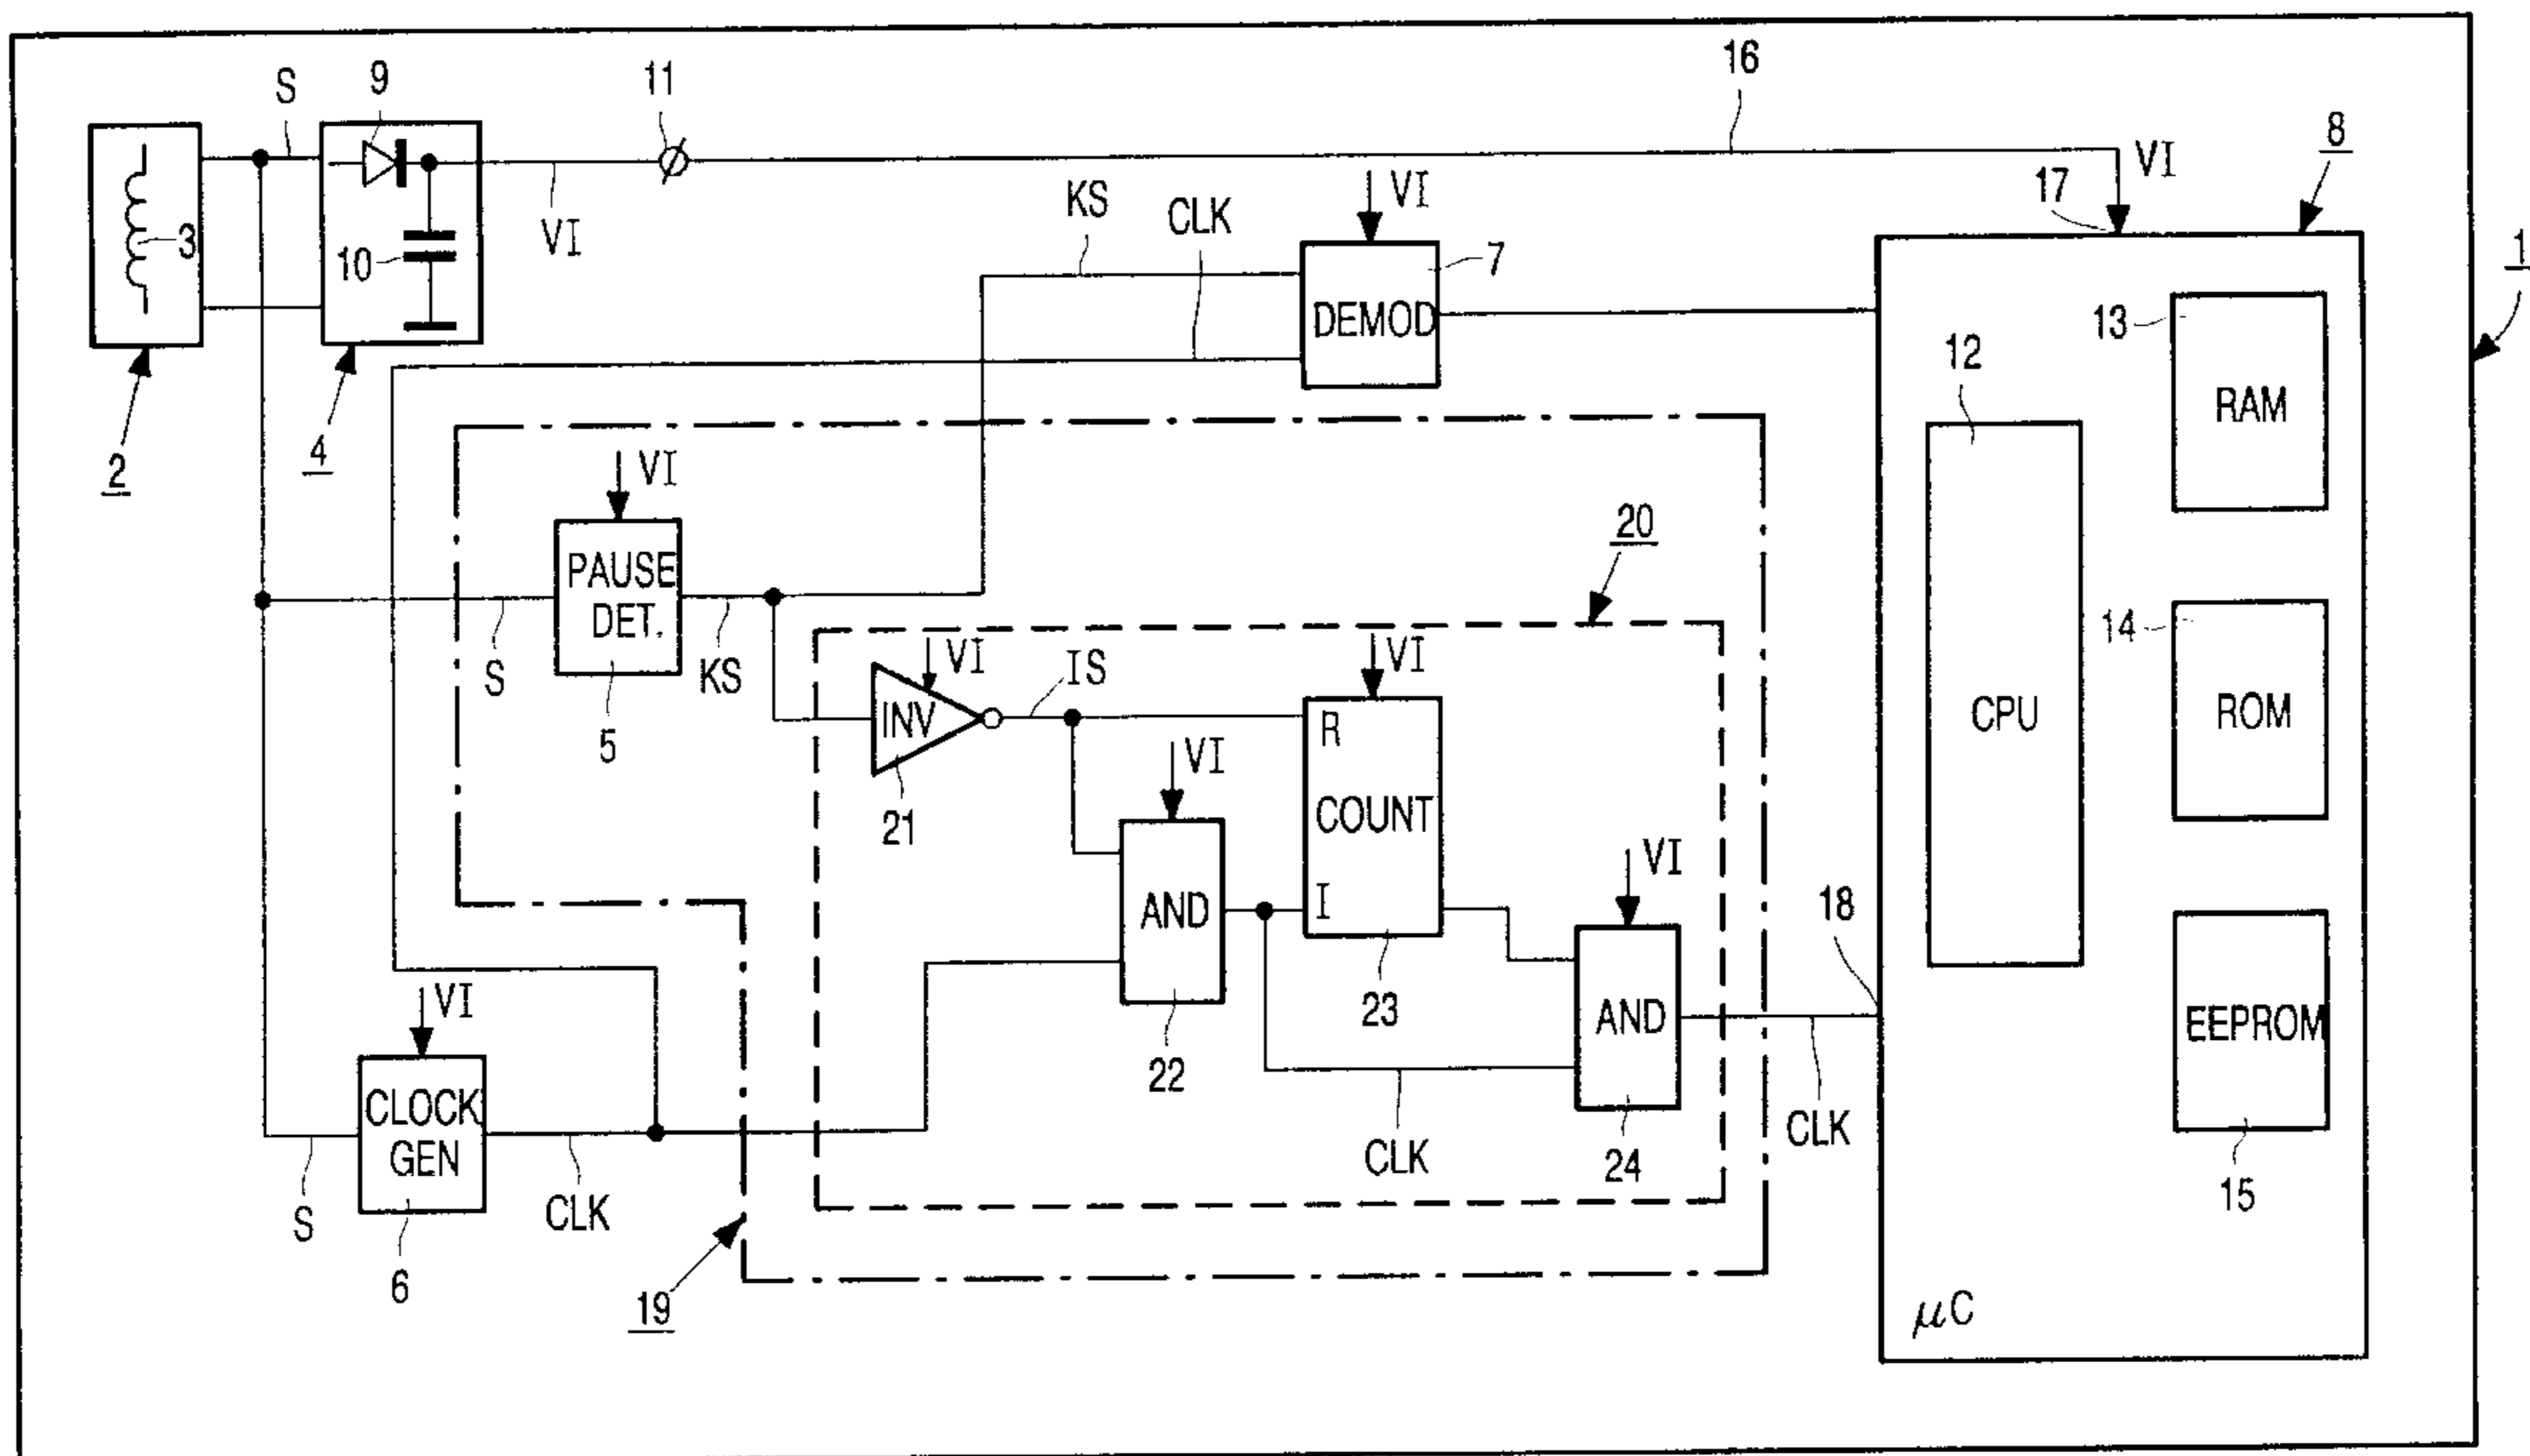 16
S
9
11
8
VI
17
3
10
VI
KS
CLK
VI
7
DEMOD
1
13
RAM
12
2
4
VI
PAUSE
DET.
20
14
S
5
KS
VI
IS
VI
INV
21
R
COUNT
I
CPU
ROM
VI
AND
VI
18
23
22
AND
EEPROM
VI
CLOCK
GEN
CLK
24
CLK
15
S
6
CLK
19
μC